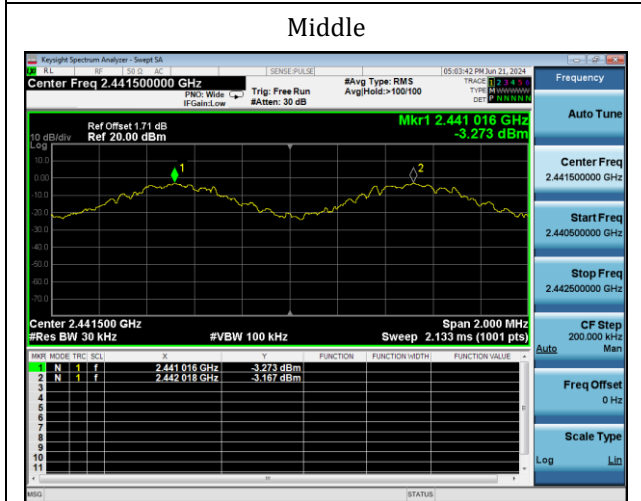 Middle
Keysight Spectrum Analyzer - Swept SA
RL RF 50 Ω AC SENSE:PULSE 05:03:42 PM Jun 21, 2024
Center Freq 2.441500000 GHz
#Avg Type: RMS
TRACE 1 2 3 4 5 6
PNO: Wide Trig: Free Run Avg|Hold:>100/100
TYPE M WWWWW
IFGain:Low #Atten: 30 dB
DET P N N N N N
Mkr1 2.441 016 GHz
-3.273 dBm
Ref Offset 1.71 dB
10 dB/div Ref 20.00 dBm
Log
10.0
0.00
-10.0
-20.0
-30.0
-40.0
-50.0
-60.0
-70.0
1
2
Center 2.441500 GHz Span 2.000 MHz
#Res BW 30 kHz #VBW 100 kHz Sweep 2.133 ms (1001 pts)
MKR MODE TRC SCL X Y FUNCTION FUNCTION WIDTH FUNCTION VALUE
1 N 1 f 2.441 016 GHz -3.273 dBm
2 N 1 f 2.442 018 GHz -3.167 dBm
3
4
5
6
7
8
9
10
11
MSG STATUS
Frequency
Auto Tune
Center Freq
2.441500000 GHz
Start Freq
2.440500000 GHz
Stop Freq
2.442500000 GHz
CF Step
200.000 kHz
Auto Man
Freq Offset
0 Hz
Scale Type
Log Lin